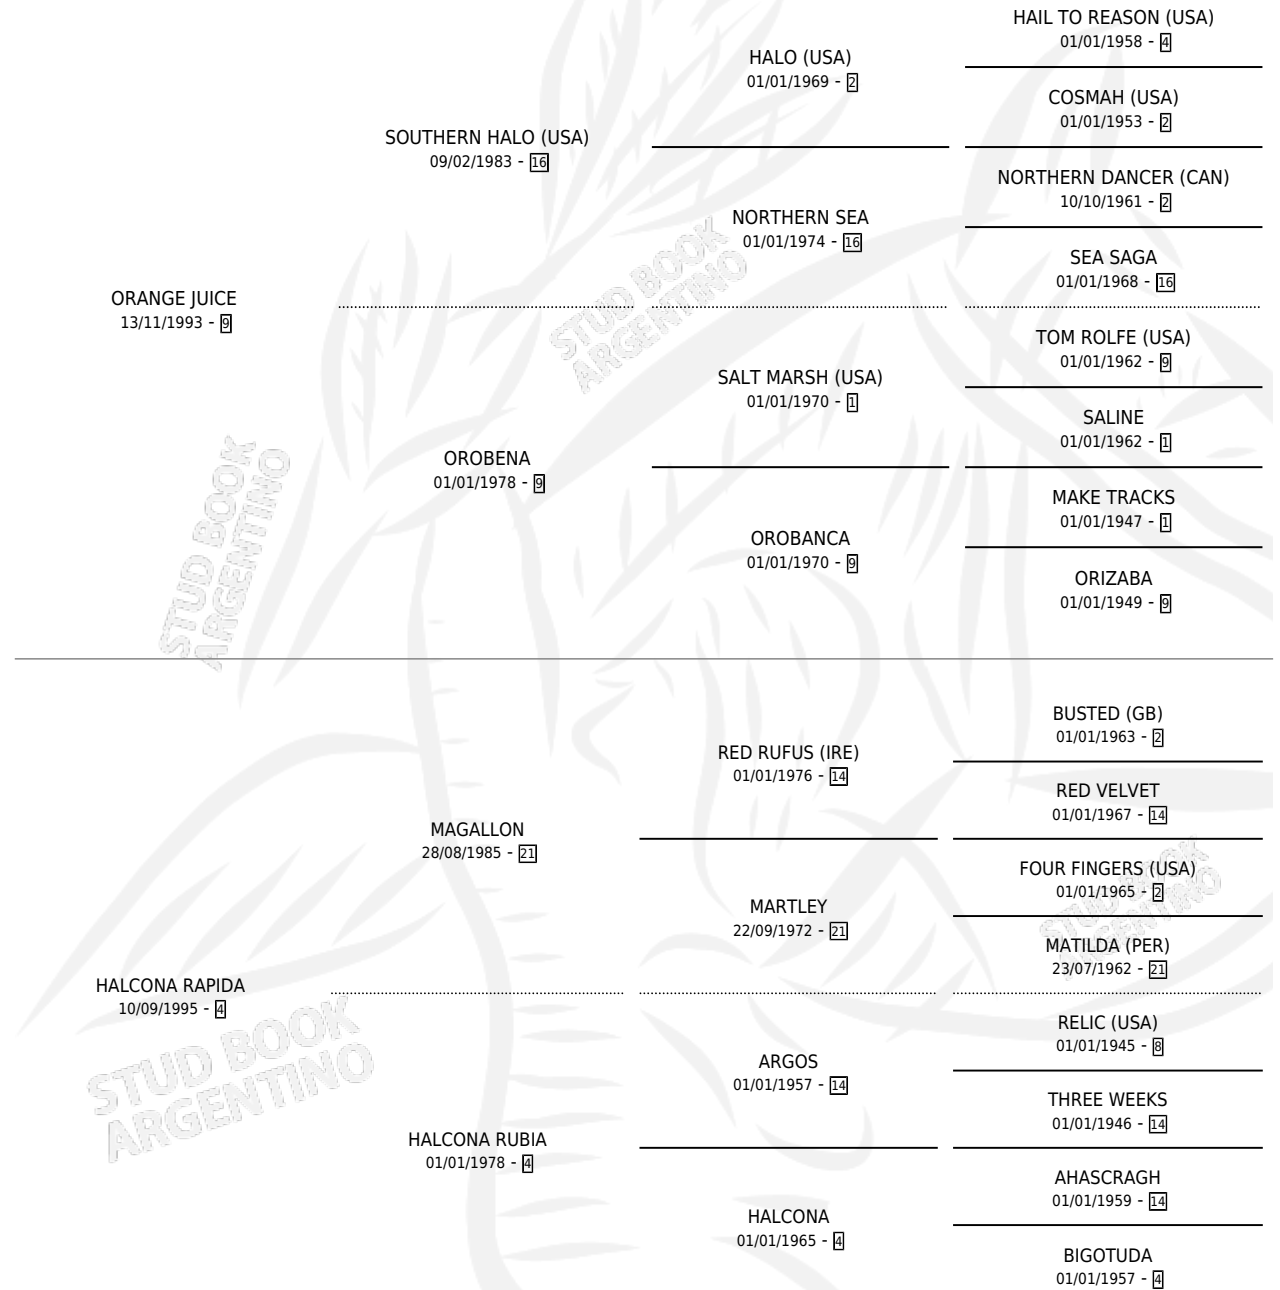 HAIL TO REASON (USA)
01/01/1958 - 4
HALO (USA)
01/01/1969 - 2
COSMAH (USA)
01/01/1953 - 2
SOUTHERN HALO (USA)
09/02/1983 - 16
NORTHERN DANCER (CAN)
10/10/1961 - 2
NORTHERN SEA
01/01/1974 - 16
SEA SAGA
01/01/1968 - 16
ORANGE JUICE
13/11/1993 - 9
TOM ROLFE (USA)
01/01/1962 - 9
SALT MARSH (USA)
01/01/1970 - 1
SALINE
01/01/1962 - 1
OROBENA
01/01/1978 - 9
MAKE TRACKS
01/01/1947 - 1
OROBANCA
01/01/1970 - 9
ORIZABA
01/01/1949 - 9
STUD BOOK
ARGENTINO
STUD BOOK
ARGENTINO
BUSTED (GB)
01/01/1963 - 2
RED RUFUS (IRE)
01/01/1976 - 14
RED VELVET
01/01/1967 - 14
MAGALLON
28/08/1985 - 21
FOUR FINGERS (USA)
01/01/1965 - 2
MARTLEY
22/09/1972 - 21
MATILDA (PER)
23/07/1962 - 21
HALCONA RAPIDA
10/09/1995 - 4
RELIC (USA)
01/01/1945 - 8
ARGOS
01/01/1957 - 14
THREE WEEKS
01/01/1946 - 14
HALCONA RUBIA
01/01/1978 - 4
AHASCRAGH
01/01/1959 - 14
HALCONA
01/01/1965 - 4
BIGOTUDA
01/01/1957 - 4
STUD BOOK
ARGENTINO
STUD BOOK
ARGENTINO